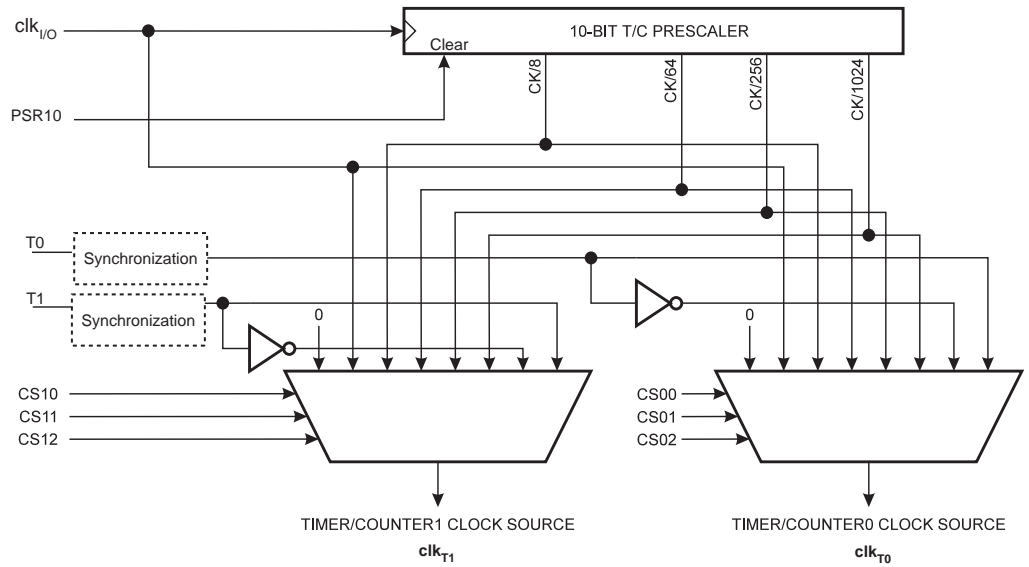 clkI/O
10-BIT T/C PRESCALER
Clear
CK/8
CK/64
CK/256
CK/1024
PSR10
T0
Synchronization
T1
Synchronization
0
0
CS10
CS11
CS12
CS00
CS01
CS02
TIMER/COUNTER1 CLOCK SOURCE
clkT1
TIMER/COUNTER0 CLOCK SOURCE
clkT0